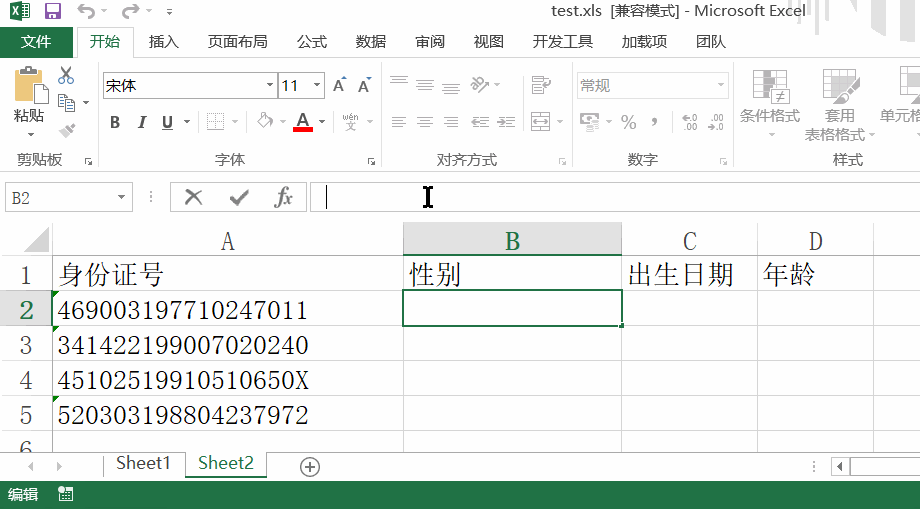 test.xls [兼容模式] - Microsoft Excel
文件 开始 插入 页面布局 公式 数据 审阅 视图 开发工具 加载项 团队
宋体 11 A A 常规
粘贴 B I U A wén 文 % 条件格式 套用 表格格式 单元格
剪贴板 字体 对齐方式 数字 样式
B2 fx
A B C D
1 身份证号 性别 出生日期 年龄
2 469003197710247011
3 341422199007020240
4 45102519910510650X
5 520303198804237972
6
Sheet1 Sheet2
编辑